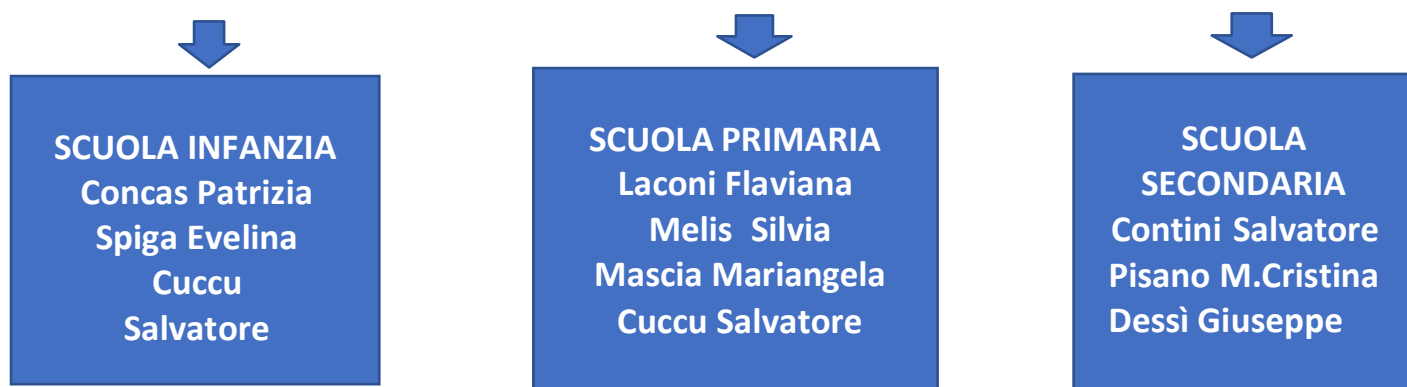 SCUOLA INFANZIA
Concas Patrizia
Spiga Evelina
Cuccu
Salvatore
SCUOLA PRIMARIA
Laconi Flaviana
Melis Silvia
Mascia Mariangela
Cuccu Salvatore
SCUOLA
SECONDARIA
Contini Salvatore
Pisano M.Cristina
Dessì Giuseppe